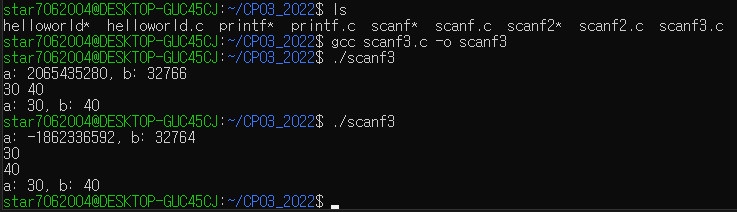 star7062004@DESKTOP-GUC45CJ:~/CP03_2022$ ls
helloworld*  helloworld.c  printf*  printf.c  scanf*  scanf.c  scanf2*  scanf2.c  scanf3.c
star7062004@DESKTOP-GUC45CJ:~/CP03_2022$ gcc scanf3.c -o scanf3
star7062004@DESKTOP-GUC45CJ:~/CP03_2022$ ./scanf3
a: 2065435280, b: 32766
30 40
a: 30, b: 40
star7062004@DESKTOP-GUC45CJ:~/CP03_2022$ ./scanf3
a: -1862336592, b: 32764
30
40
a: 30, b: 40
star7062004@DESKTOP-GUC45CJ:~/CP03_2022$